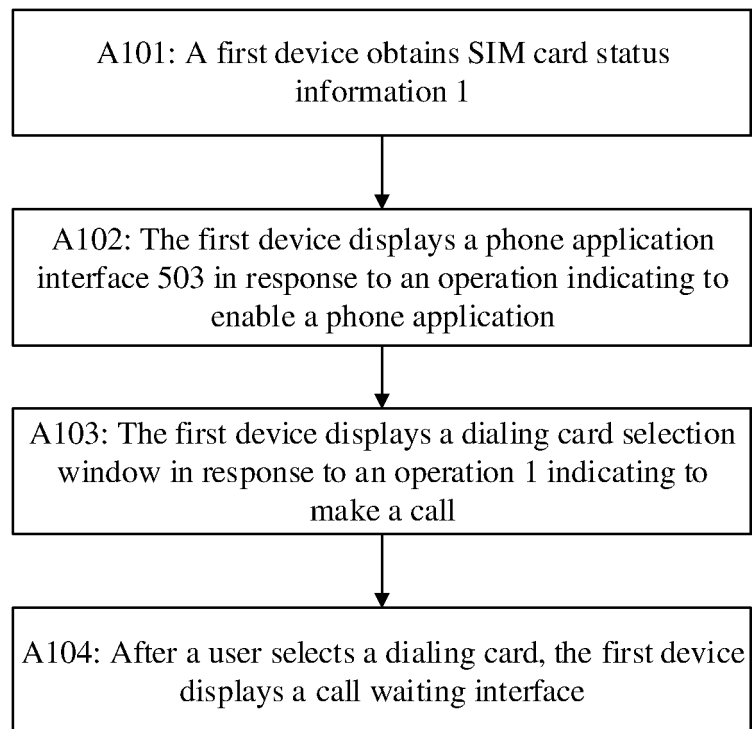 A101: A first device obtains SIM card status
information 1
A102: The first device displays a phone application
interface 503 in response to an operation indicating to
enable a phone application
A103: The first device displays a dialing card selection
window in response to an operation 1 indicating to
make a call
A104: After a user selects a dialing card, the first device
displays a call waiting interface